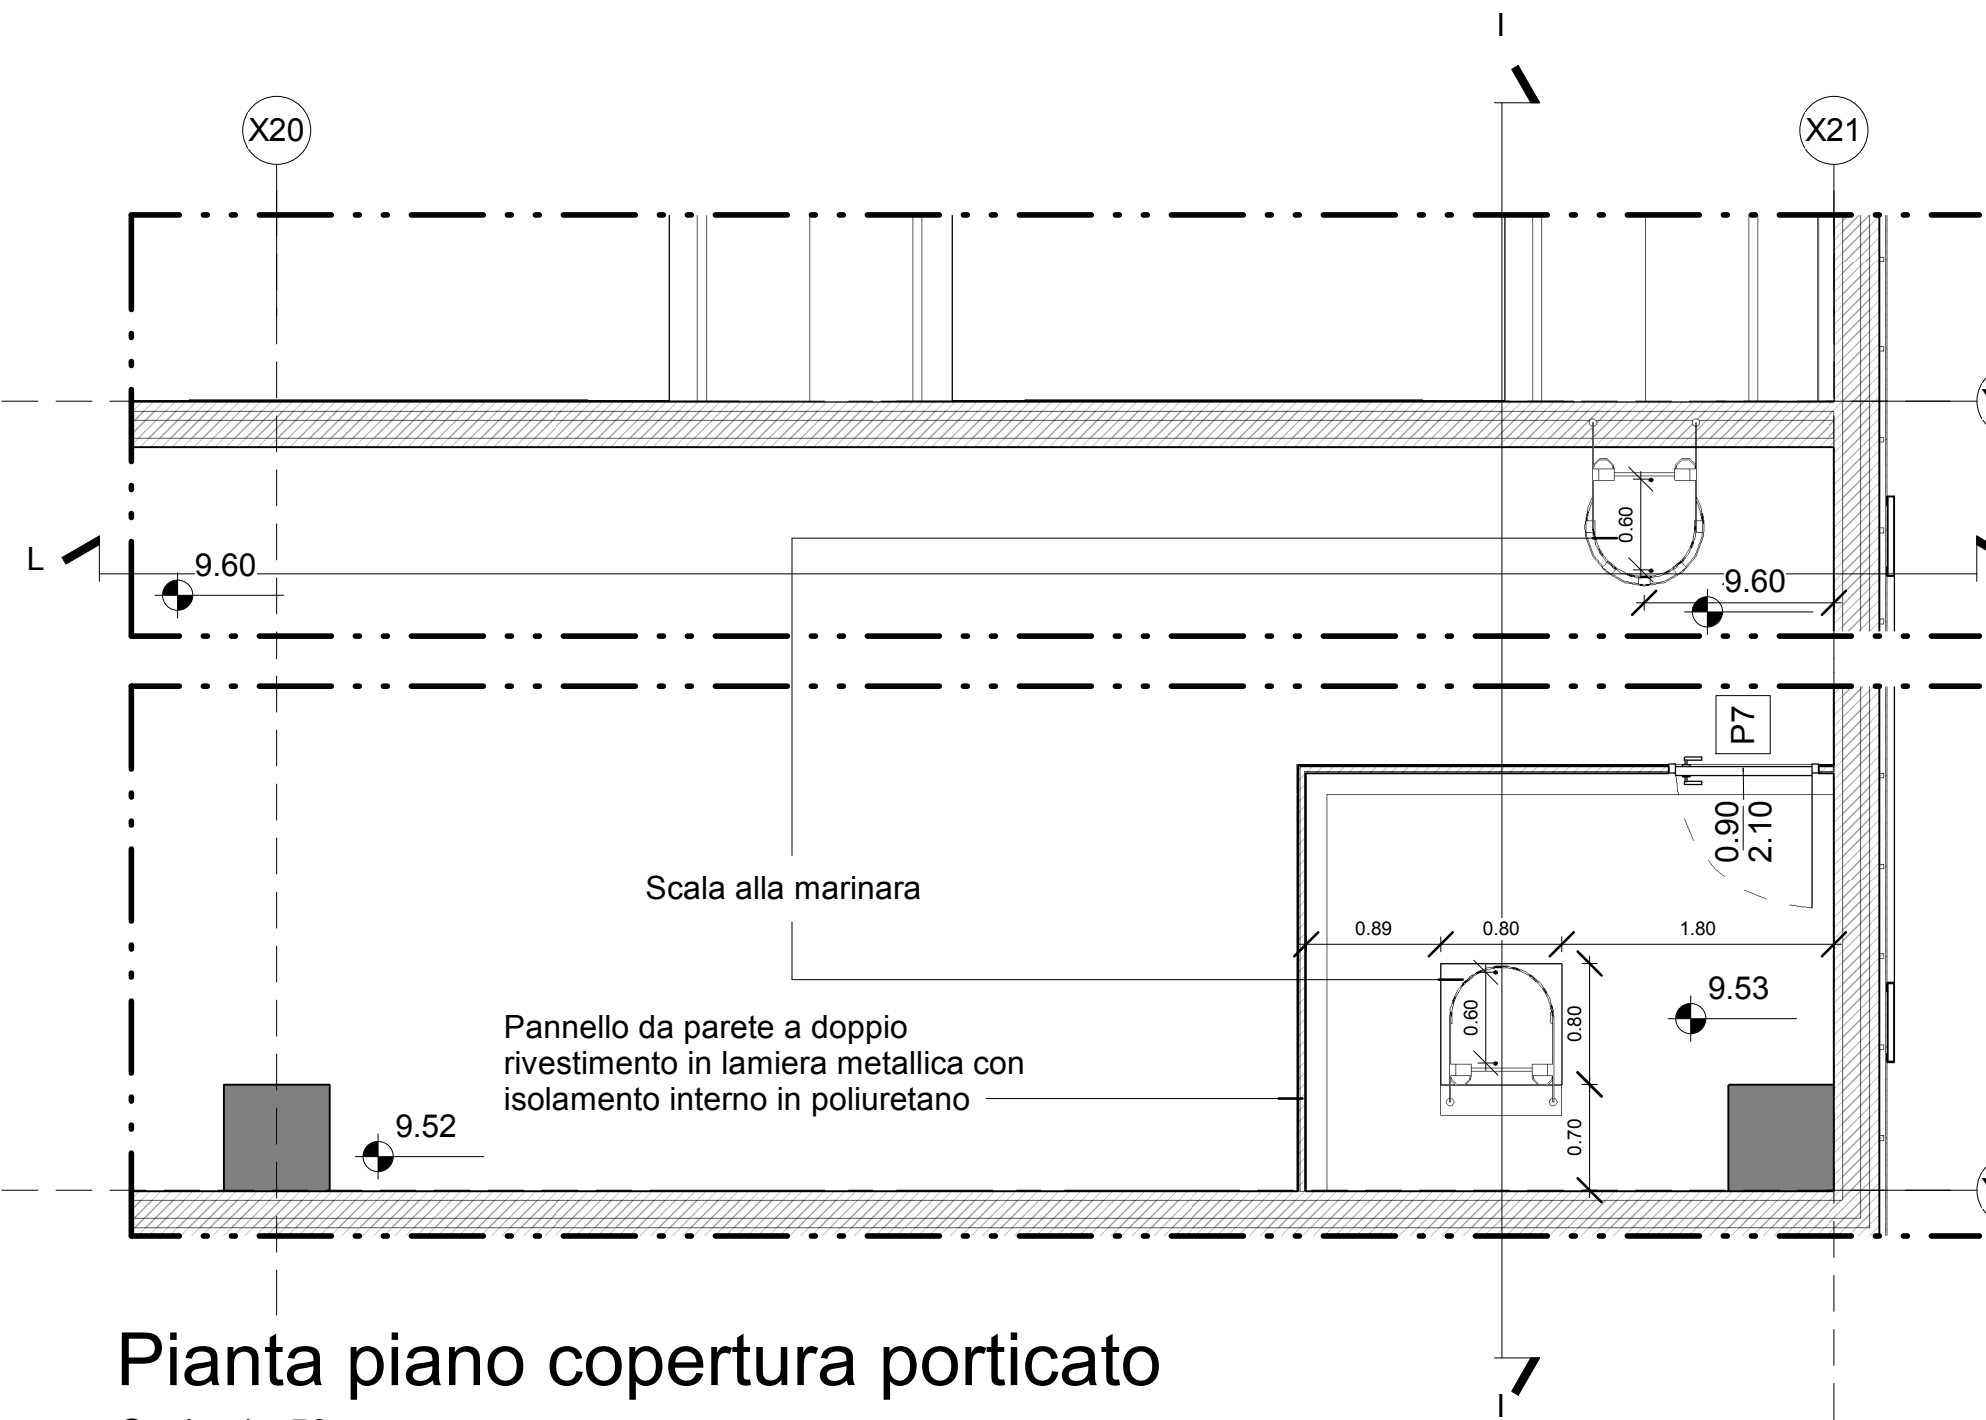 I
X20
X21
L
9.60
0.60
9.60
P7
0.90
2.10
Scala alla marinara
0.89
0.80
1.80
9.53
0.60
0.80
Pannello da parete a doppio
rivestimento in lamiera metallica con
isolamento interno in poliuretano
9.52
0.70
Pianta piano copertura porticato
I